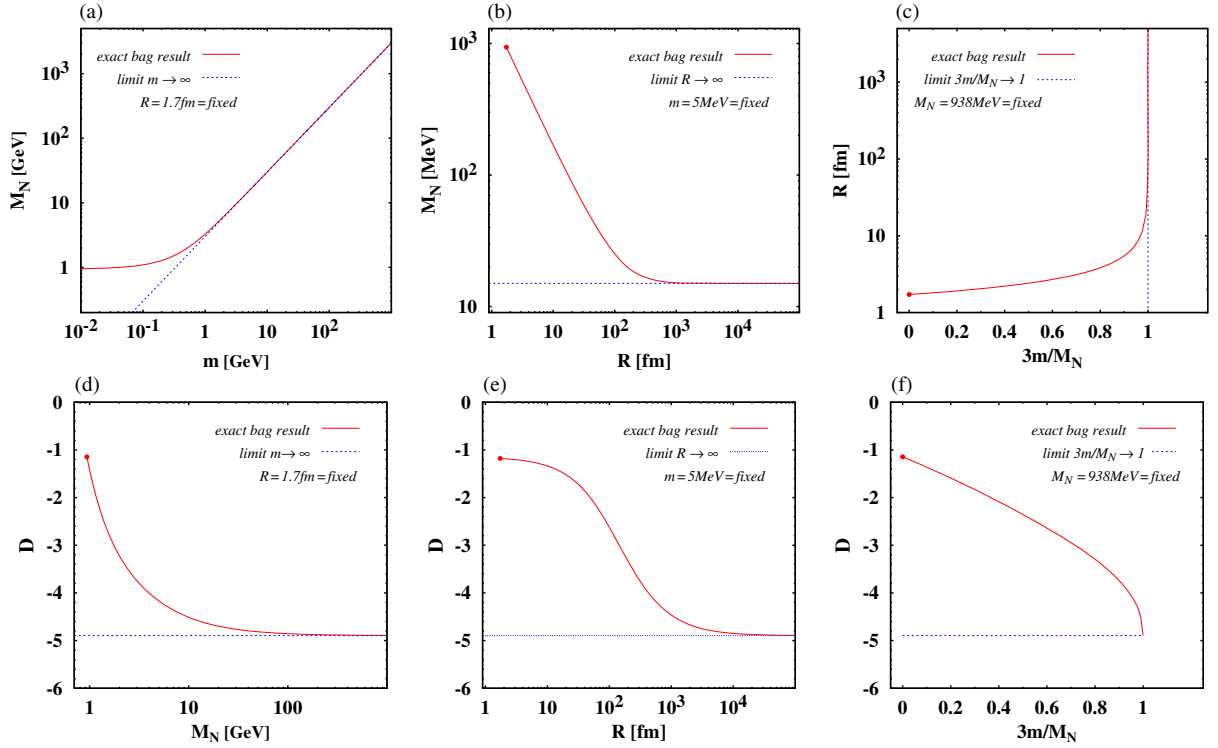 (a)
M_N [GeV]
10^3
10^2
10
1
exact bag result
limit m → ∞
R = 1.7fm = fixed
10^-2 10^-1 1 10 10^2
m [GeV]
(b)
M_N [MeV]
10^3
10^2
10
exact bag result
limit R → ∞
m = 5MeV = fixed
1 10 10^2 10^3 10^4
R [fm]
(c)
R [fm]
10^3
10^2
10
1
exact bag result
limit 3m/M_N → 1
M_N = 938MeV = fixed
0 0.2 0.4 0.6 0.8 1
3m/M_N
(d)
D
0
-1
-2
-3
-4
-5
-6
exact bag result
limit m → ∞
R = 1.7fm = fixed
1 10 100
M_N [GeV]
(e)
D
0
-1
-2
-3
-4
-5
-6
exact bag result
limit R → ∞
m = 5MeV = fixed
1 10 10^2 10^3 10^4
R [fm]
(f)
D
0
-1
-2
-3
-4
-5
-6
exact bag result
limit 3m/M_N → 1
M_N = 938MeV = fixed
0 0.2 0.4 0.6 0.8 1
3m/M_N